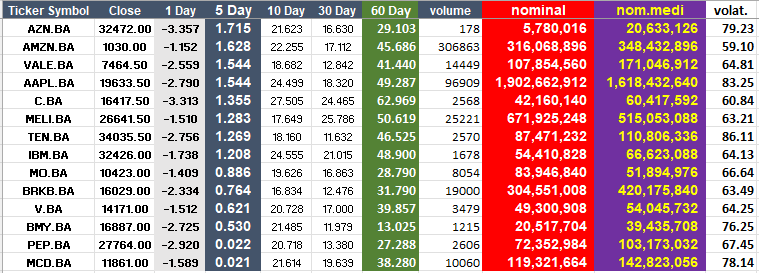 Ticker Symbol Close 1 Day 5 Day 10 Day 30 Day 60 Day volume nominal nom.medi volat.
AZN.BA 32472.00 −3.357 1.715 21.623 16.630 29.103 178 5,780,016 20,633,126 79.23
AMZN.BA 1030.00 −1.152 1.628 22.255 17.112 45.686 306863 316,068,896 348,432,896 59.10
VALE.BA 7464.50 −2.559 1.544 18.682 12.842 41.440 14449 107,854,560 171,046,912 64.81
AAPL.BA 19633.50 −2.790 1.544 24.499 18.320 49.287 96909 1,902,662,912 1,618,432,640 83.25
C.BA 16417.50 −3.313 1.355 27.505 24.465 62.969 2568 42,160,140 60,417,592 60.84
MELI.BA 26641.50 −1.510 1.283 17.649 25.786 50.619 25221 671,925,248 515,053,088 63.21
TEN.BA 34035.50 −2.756 1.269 18.160 11.632 46.525 2570 87,471,232 110,806,336 86.11
IBM.BA 32426.00 −1.738 1.208 24.555 21.015 48.900 1678 54,410,828 66,623,088 64.13
MO.BA 10423.00 −1.409 0.886 19.626 16.863 28.790 8054 83,946,840 51,894,976 66.64
BRKB.BA 16029.00 −2.334 0.764 16.834 12.476 31.790 19000 304,551,008 420,175,840 63.49
V.BA 14171.00 −1.512 0.621 20.728 17.000 39.857 3479 49,300,908 54,045,732 64.25
BMY.BA 16887.00 −2.725 0.530 21.485 11.979 13.025 1215 20,517,704 39,435,708 76.25
PEP.BA 27764.00 −2.920 0.022 20.718 13.380 27.288 2606 72,352,984 103,173,032 67.45
MCD.BA 11861.00 −1.589 0.021 21.614 19.639 38.280 10060 119,321,664 142,823,056 78.14